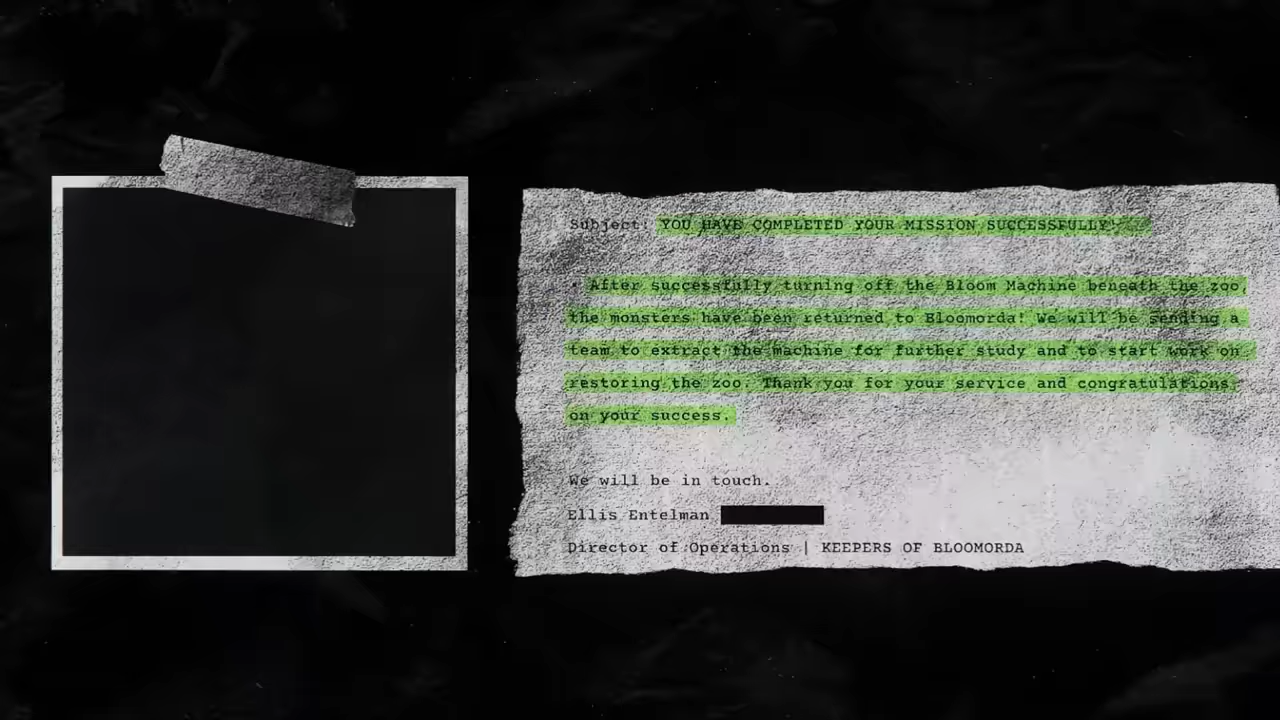 Subject: YOU HAVE COMPLETED YOUR MISSION SUCCESSFULLY!
After successfully turning off the Bloom Machine beneath the zoo,
the monsters have been returned to Bloomorda! We will be sending a
team to extract the machine for further study and to start work on
restoring the zoo. Thank you for your service and congratulations
on your success.
We will be in touch.
Ellis Entelman
Director of Operations | KEEPERS OF BLOOMORDA